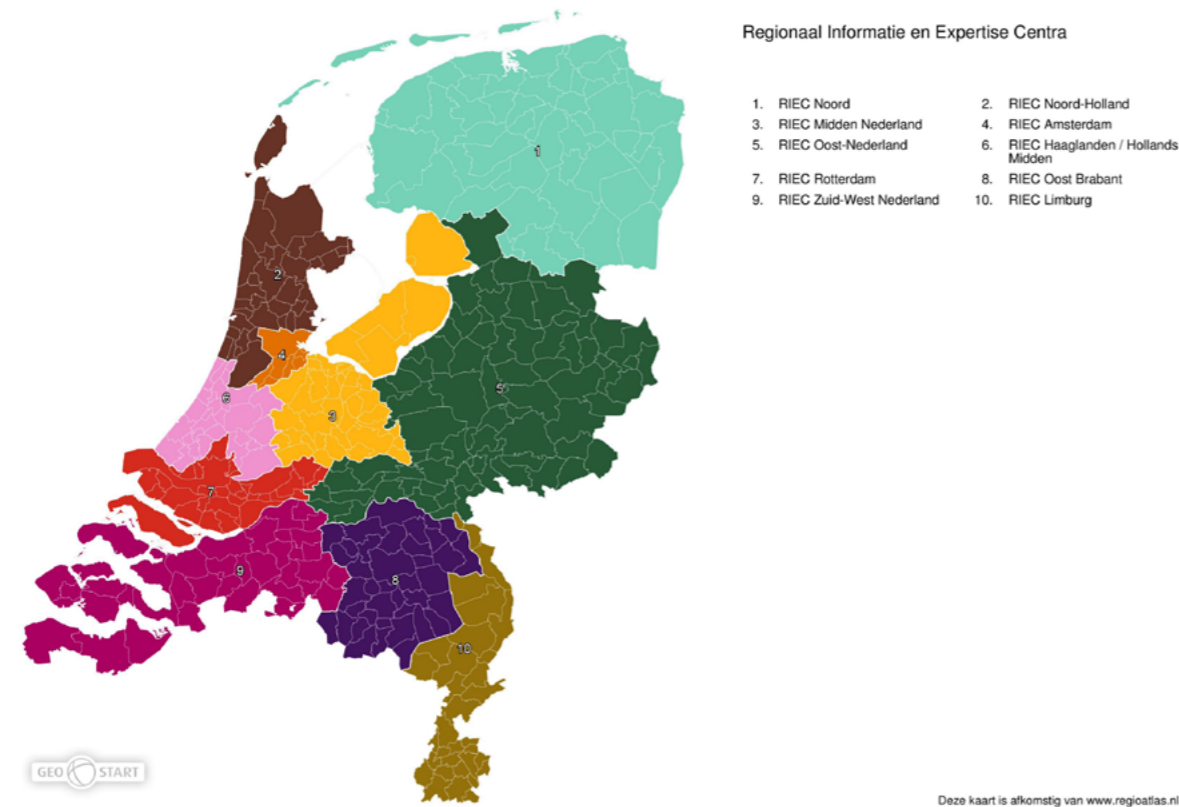 Regionaal Informatie en Expertise Centra
1. RIEC Noord
2. RIEC Noord-Holland
3. RIEC Midden Nederland
4. RIEC Amsterdam
5. RIEC Oost-Nederland
6. RIEC Haaglanden / Hollands
Midden
7. RIEC Rotterdam
8. RIEC Oost Brabant
9. RIEC Zuid-West Nederland
10. RIEC Limburg
1
2
4
5
6
3
7
9
8
10
GEO START
Deze kaart is afkomstig van www.regioatlas.nl